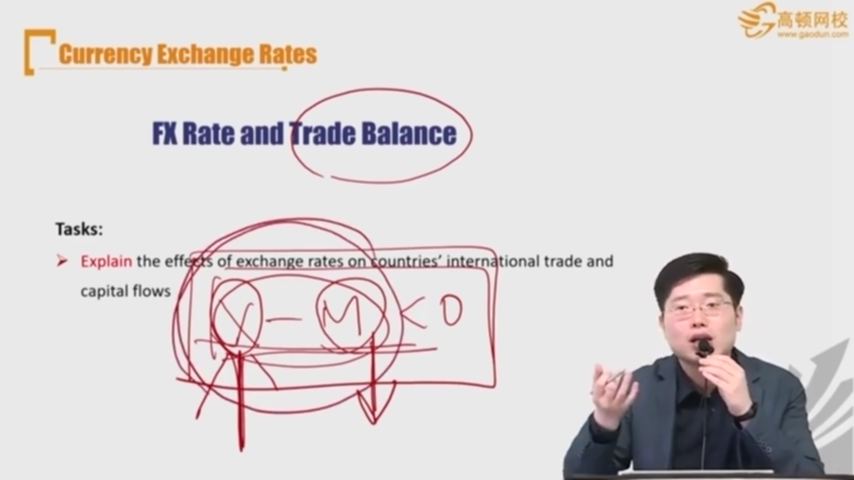 高顿网校
www.gaodun.com
Currency Exchange Rates
FX Rate and Trade Balance
Tasks:
Explain the effects of exchange rates on countries' international trade and
capital flows
X - M < 0